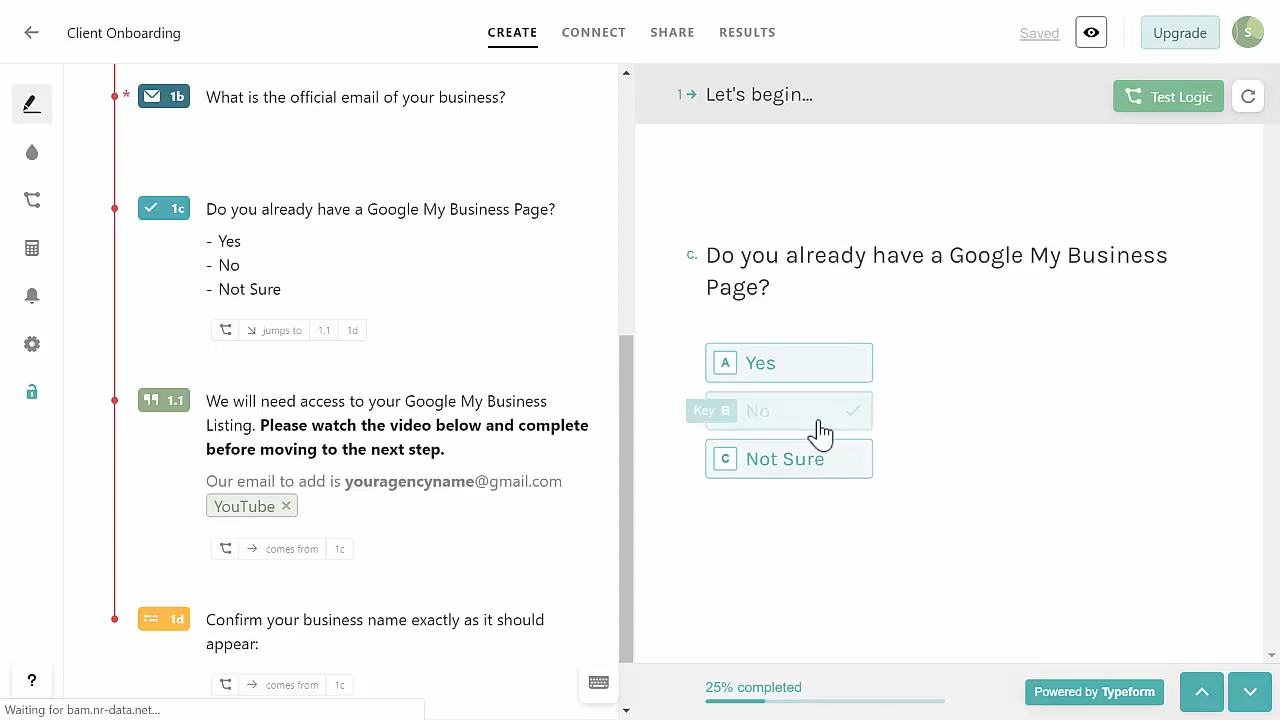 Client Onboarding
CREATE CONNECT SHARE RESULTS
Saved
Upgrade
S
* 1b What is the official email of your business?
1c Do you already have a Google My Business Page?
- Yes
- No
- Not Sure
jumps to 1.1 1d
1.1 We will need access to your Google My Business
Listing. Please watch the video below and complete
before moving to the next step.
Our email to add is youragencyname@gmail.com
YouTube ×
comes from 1c
1d Confirm your business name exactly as it should
appear:
comes from 1c
?
Waiting for bam.nr-data.net...
1 → Let's begin...
Test Logic
c. Do you already have a Google My Business
Page?
A Yes
Key B No
C Not Sure
25% completed
Powered by Typeform